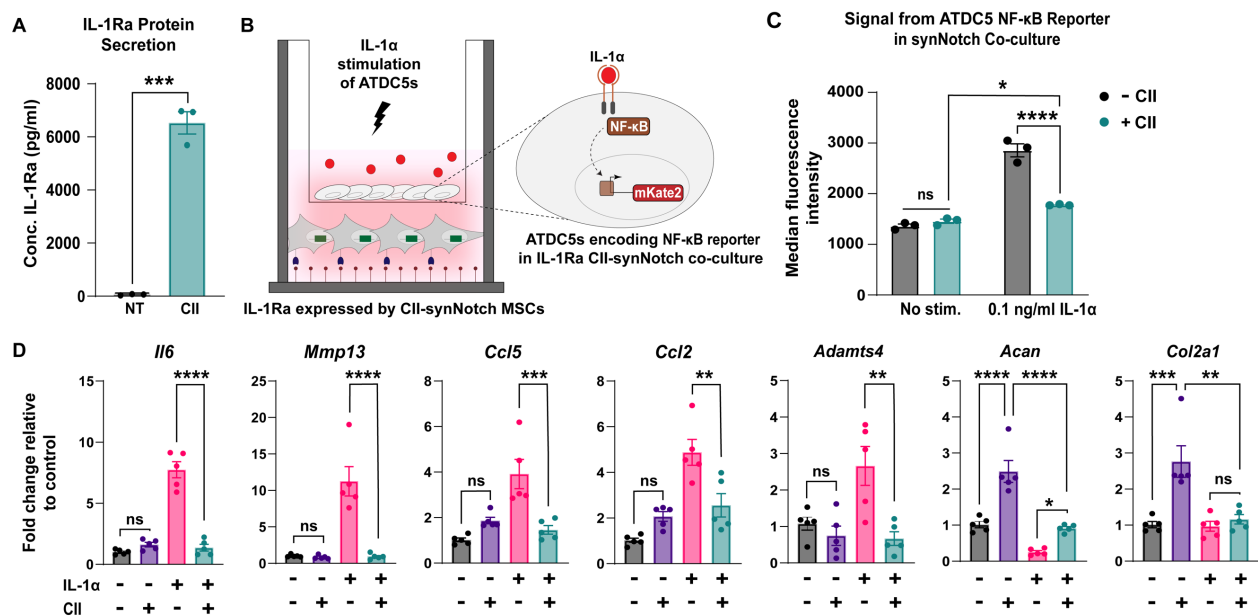 A
IL-1Ra Protein
Secretion
***
Conc. IL-1Ra (pg/ml)
8000
6000
4000
2000
0
NT
CII
B
IL-1α
stimulation
of ATDC5s
IL-1α
NF-κB
mKate2
ATDC5s encoding NF-κB reporter
in IL-1Ra CII-synNotch co-culture
IL-1Ra expressed by CII-synNotch MSCs
C
Signal from ATDC5 NF-κB Reporter
in synNotch Co-culture
Median fluorescence
intensity
4000
3000
2000
1000
0
ns
*
****
No stim.
0.1 ng/ml IL-1α
- CII
+ CII
D
Fold change relative
to control
Il6
15
10
5
0
ns
****
Mmp13
25
20
15
10
5
0
ns
****
Ccl5
8
6
4
2
0
ns
***
Ccl2
8
6
4
2
0
ns
**
Adamts4
5
4
3
2
1
0
ns
**
Acan
5
4
3
2
1
0
****
****
*
Col2a1
5
4
3
2
1
0
***
**
ns
IL-1α - - + + - - + + - - + + - - + + - - + + - - + + - - + +
CII - + - + - + - + - + - + - + - + - + - + - + - + - + - +